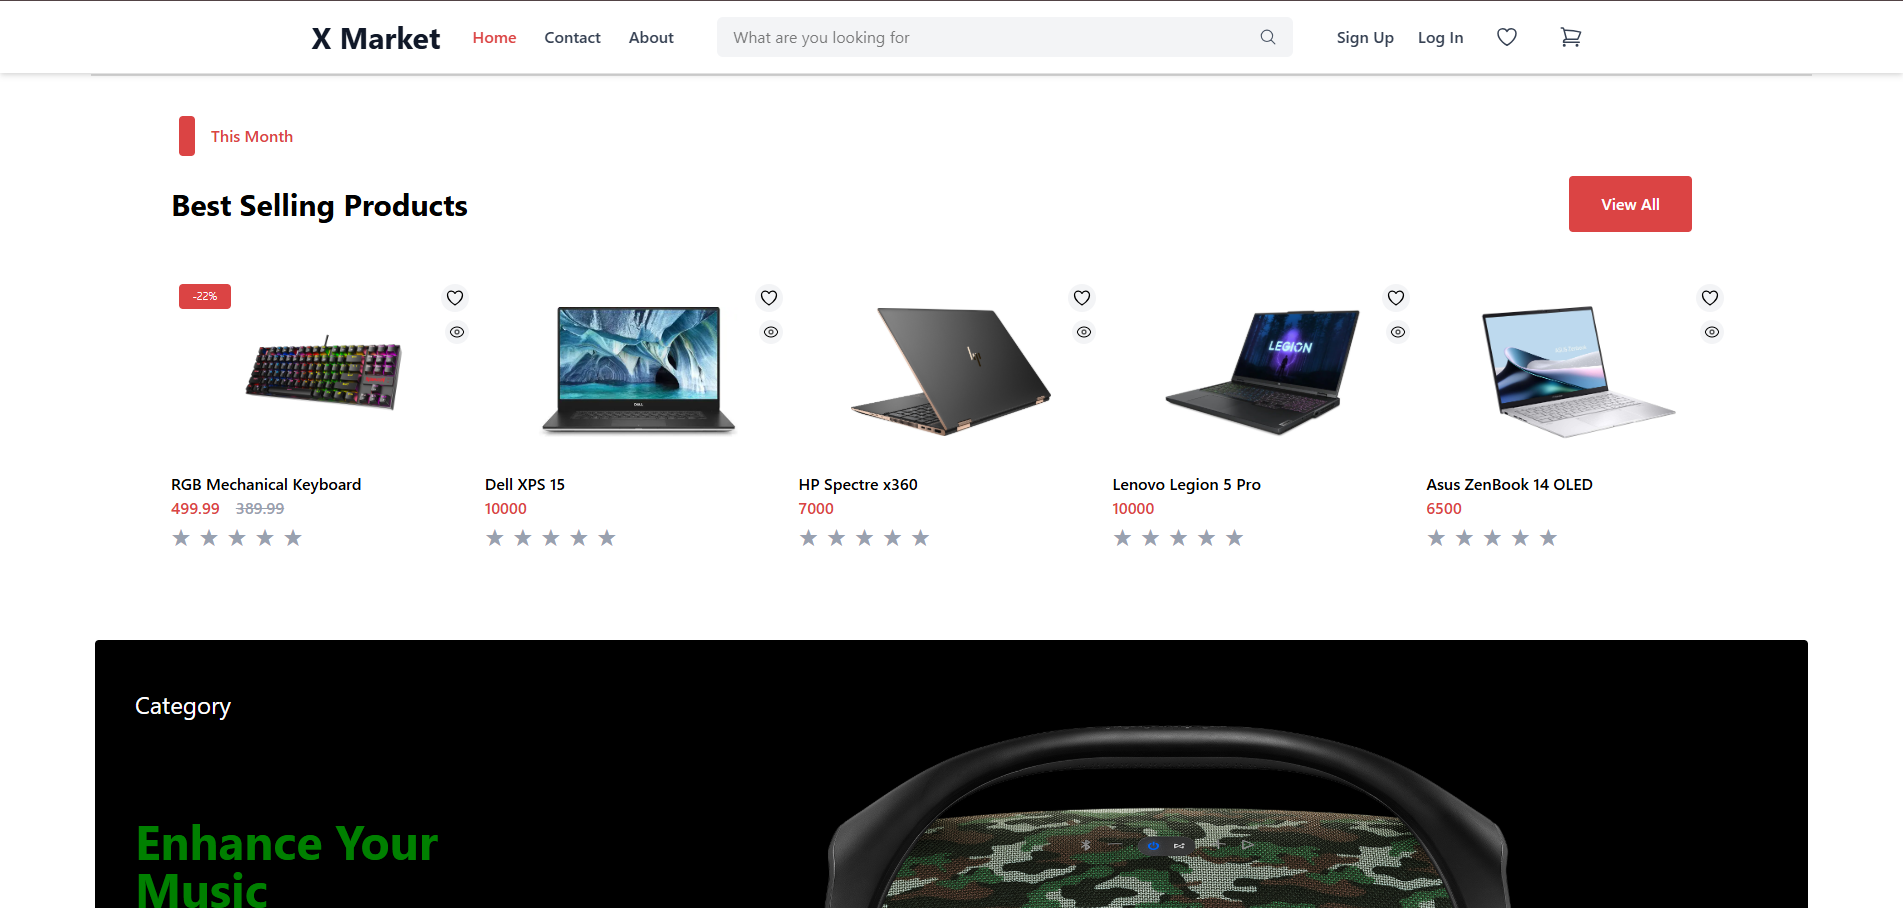 X Market Home Contact About What are you looking for Sign Up Log In
This Month
Best Selling Products View All
-22%
DELL
LEGION
RGB Mechanical Keyboard Dell XPS 15 HP Spectre x360 Lenovo Legion 5 Pro Asus ZenBook 14 OLED
499.99 389.99 10000 7000 10000 6500
Category
Enhance Your
Music